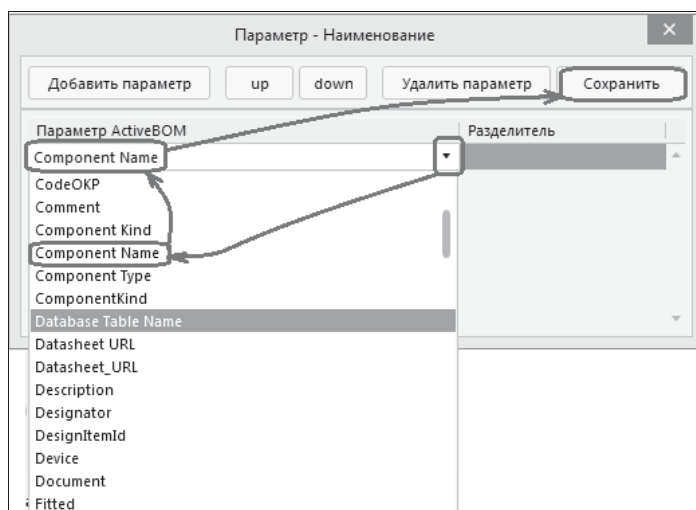 Параметр - Наименование
Добавить параметр up down Удалить параметр Сохранить
Параметр ActiveBOM Разделитель
Component Name
CodeOKP
Comment
Component Kind
Component Name
Component Type
ComponentKind
Database Table Name
Datasheet URL
Datasheet_URL
Description
Designator
DesignItemId
Device
Document
Fitted